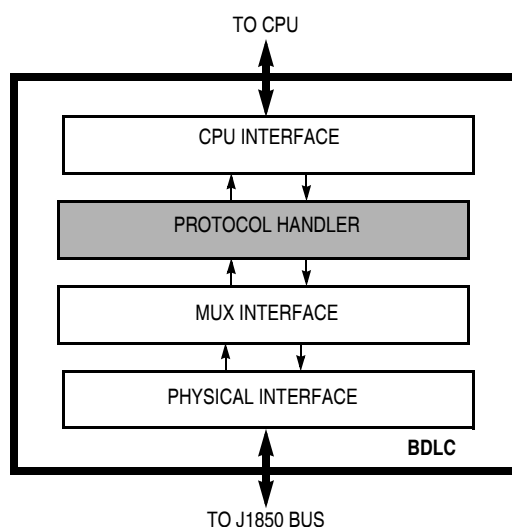 TO CPU
CPU INTERFACE
PROTOCOL HANDLER
MUX INTERFACE
PHYSICAL INTERFACE
BDLC
TO J1850 BUS